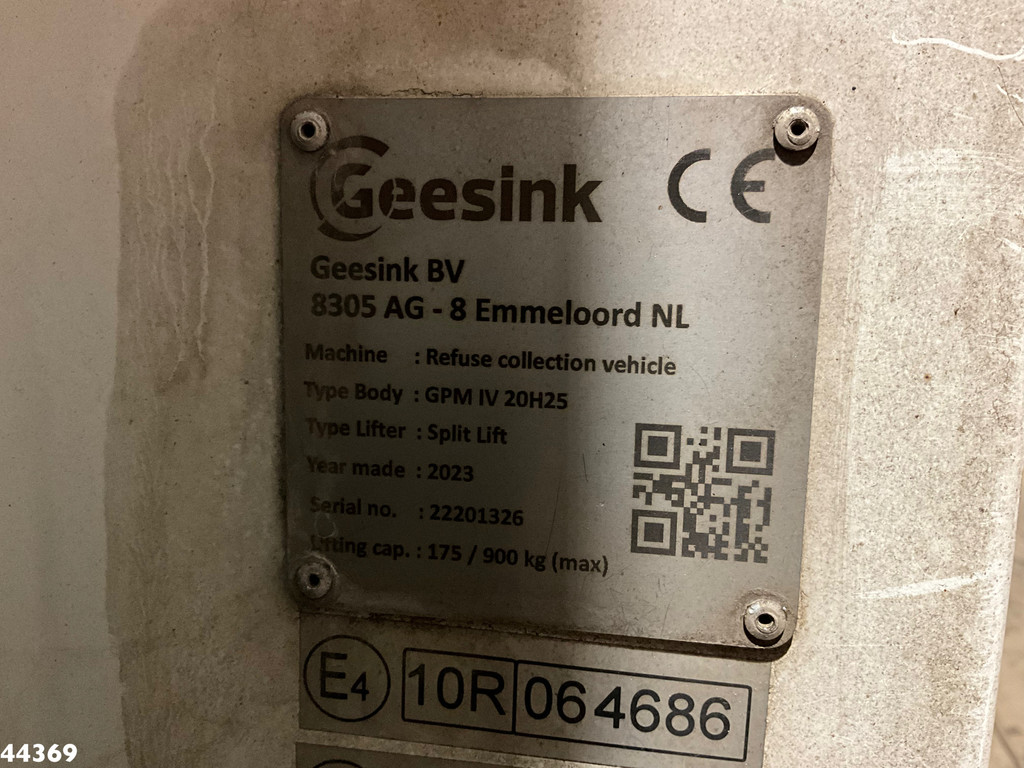 Geesink CE
Geesink BV
8305 AG - 8 Emmeloord NL
Machine : Refuse collection vehicle
Type Body : GPM IV 20H25
Type Lifter : Split Lift
Year made : 2023
Serial no. : 22201326
Lifting cap. : 175 / 900 kg (max)
E4 10R 064686
44369